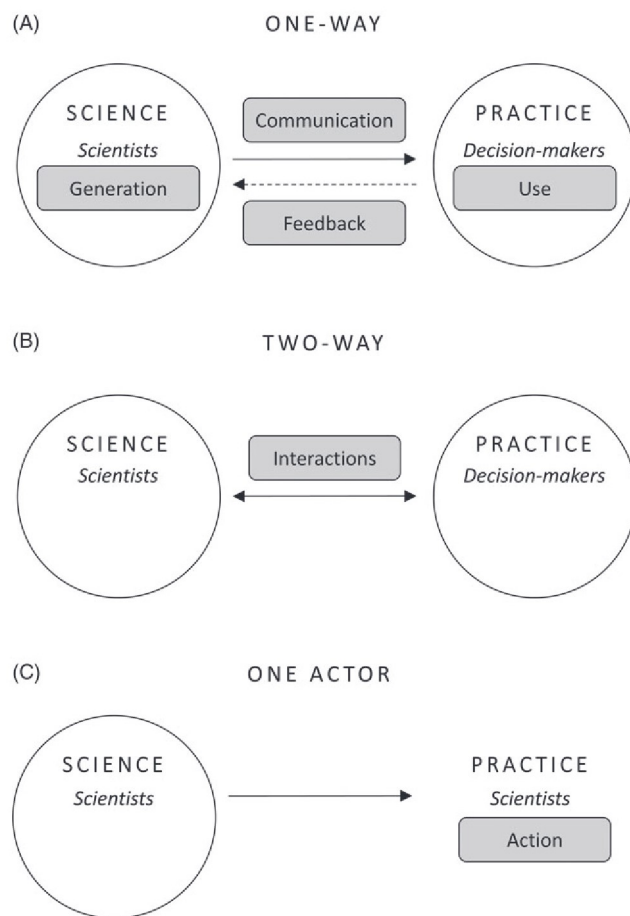 (A)
ONE-WAY
SCIENCE
Scientists
Generation
Communication
Feedback
PRACTICE
Decision-makers
Use
(B)
TWO-WAY
SCIENCE
Scientists
Interactions
PRACTICE
Decision-makers
(C)
ONE ACTOR
SCIENCE
Scientists
PRACTICE
Scientists
Action